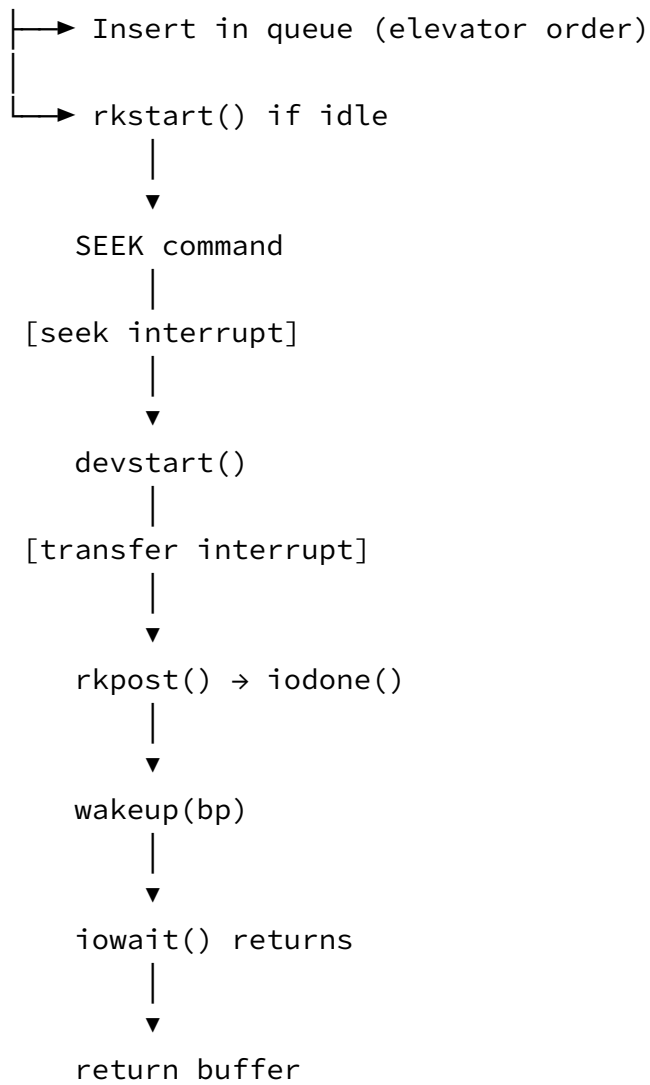 Insert in queue (elevator order)
rkstart() if idle
SEEK command
[seek interrupt]
devstart()
[transfer interrupt]
rkpost() → iodone()
wakeup(bp)
iowait() returns
return buffer